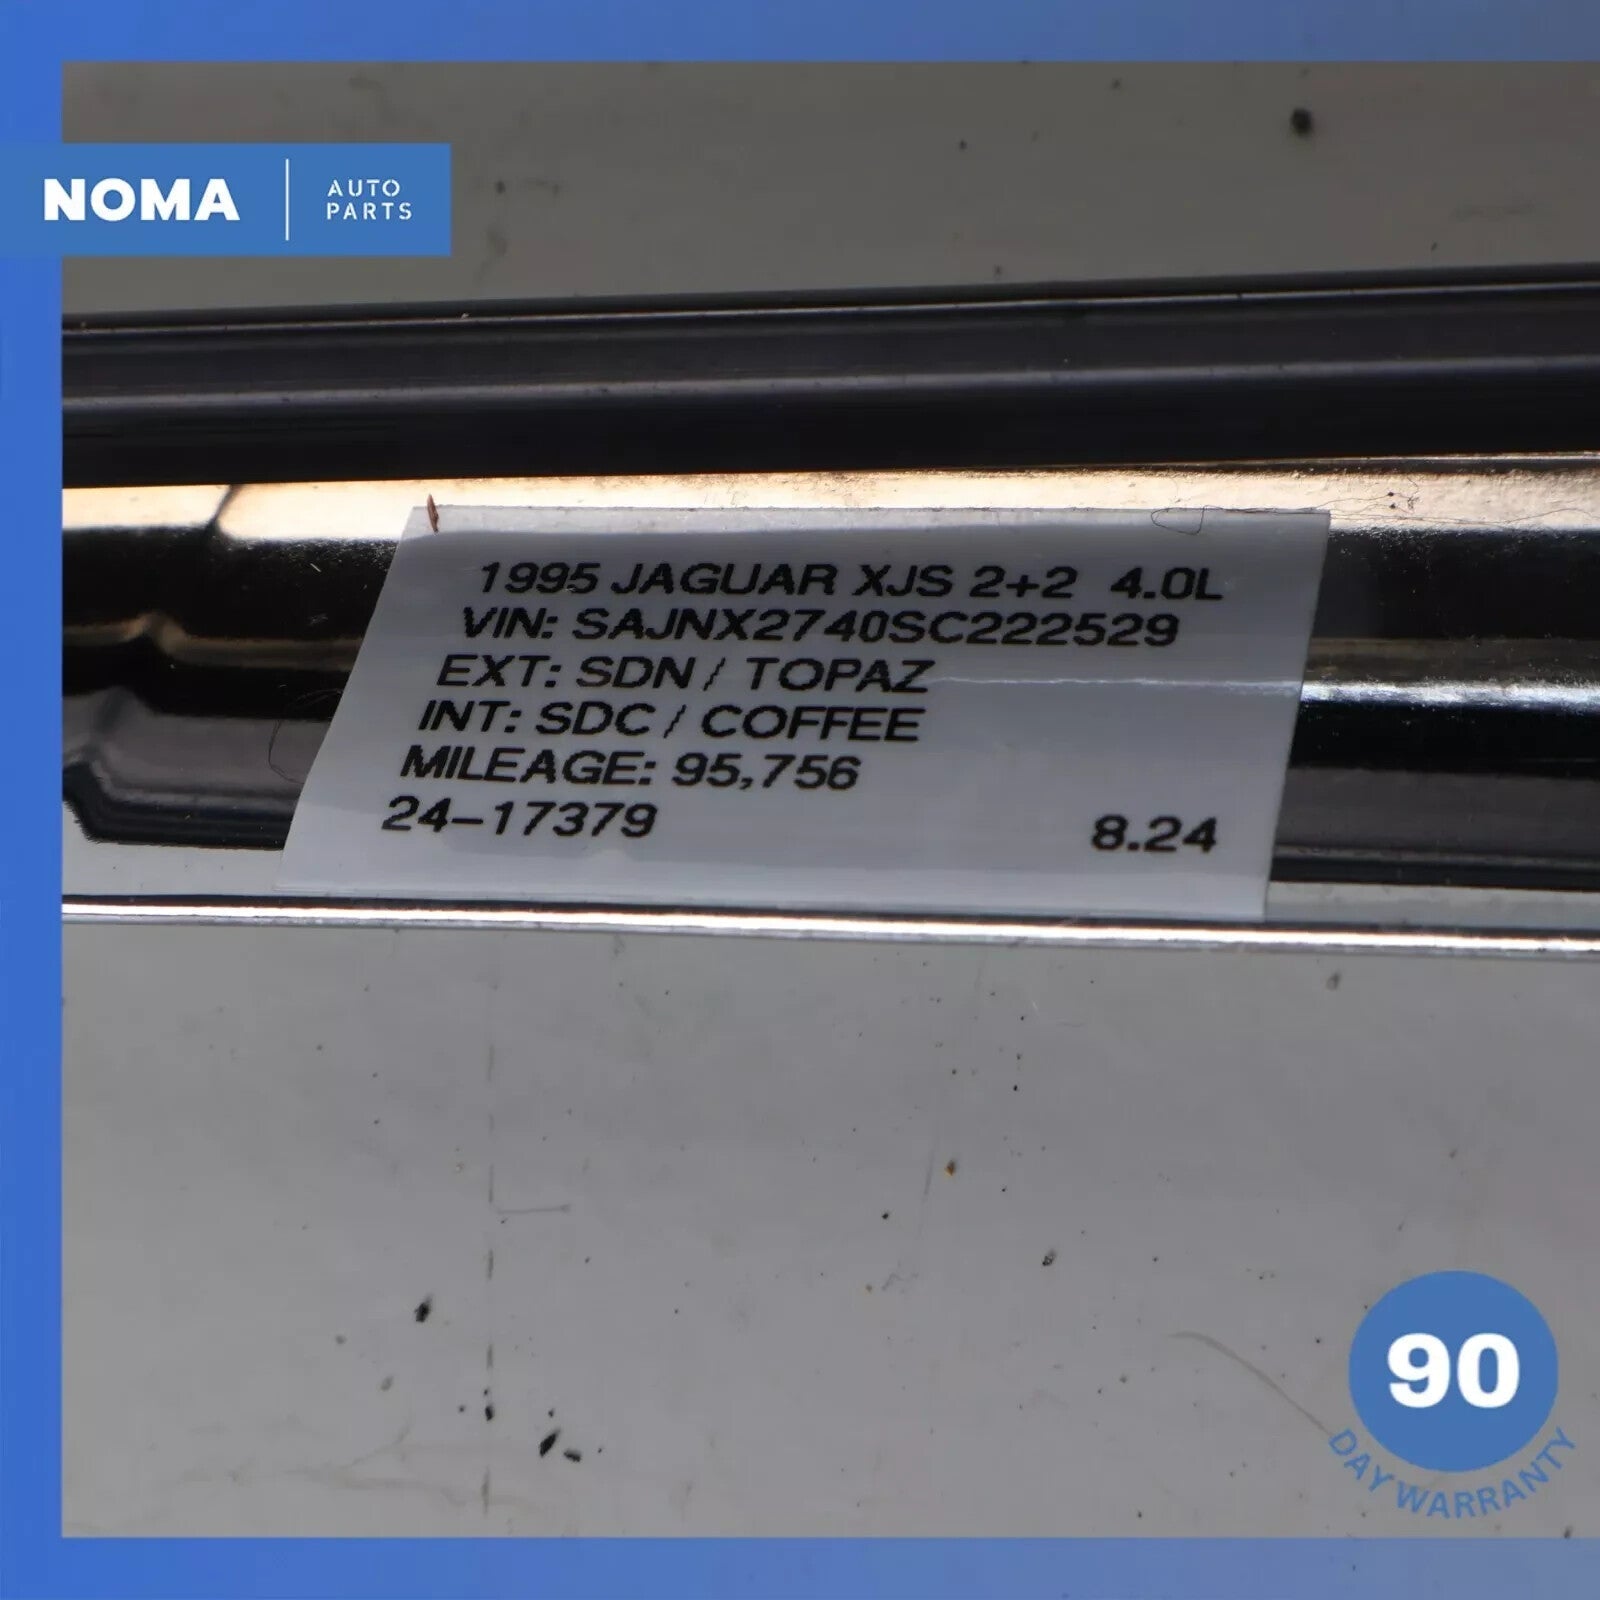 NOMA
AUTO
PARTS
1995 JAGUAR XJS 2+2 4.0L
VIN: SAJNX2740SC222529
EXT: SDN / TOPAZ
INT: SDC / COFFEE
MILEAGE: 95,756
24-17379 8.24
90
DAY WARRANTY